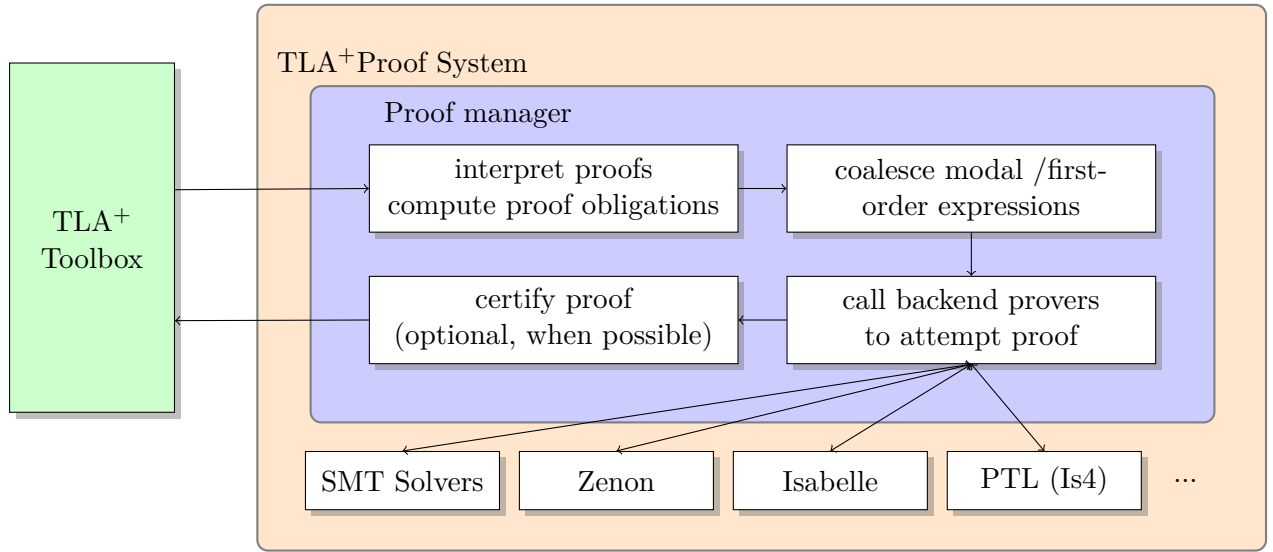 TLA+Proof System
Proof manager
TLA+
Toolbox
interpret proofs
compute proof obligations
coalesce modal /first-
order expressions
certify proof
(optional, when possible)
call backend provers
to attempt proof
SMT Solvers
Zenon
Isabelle
PTL (Is4)
...